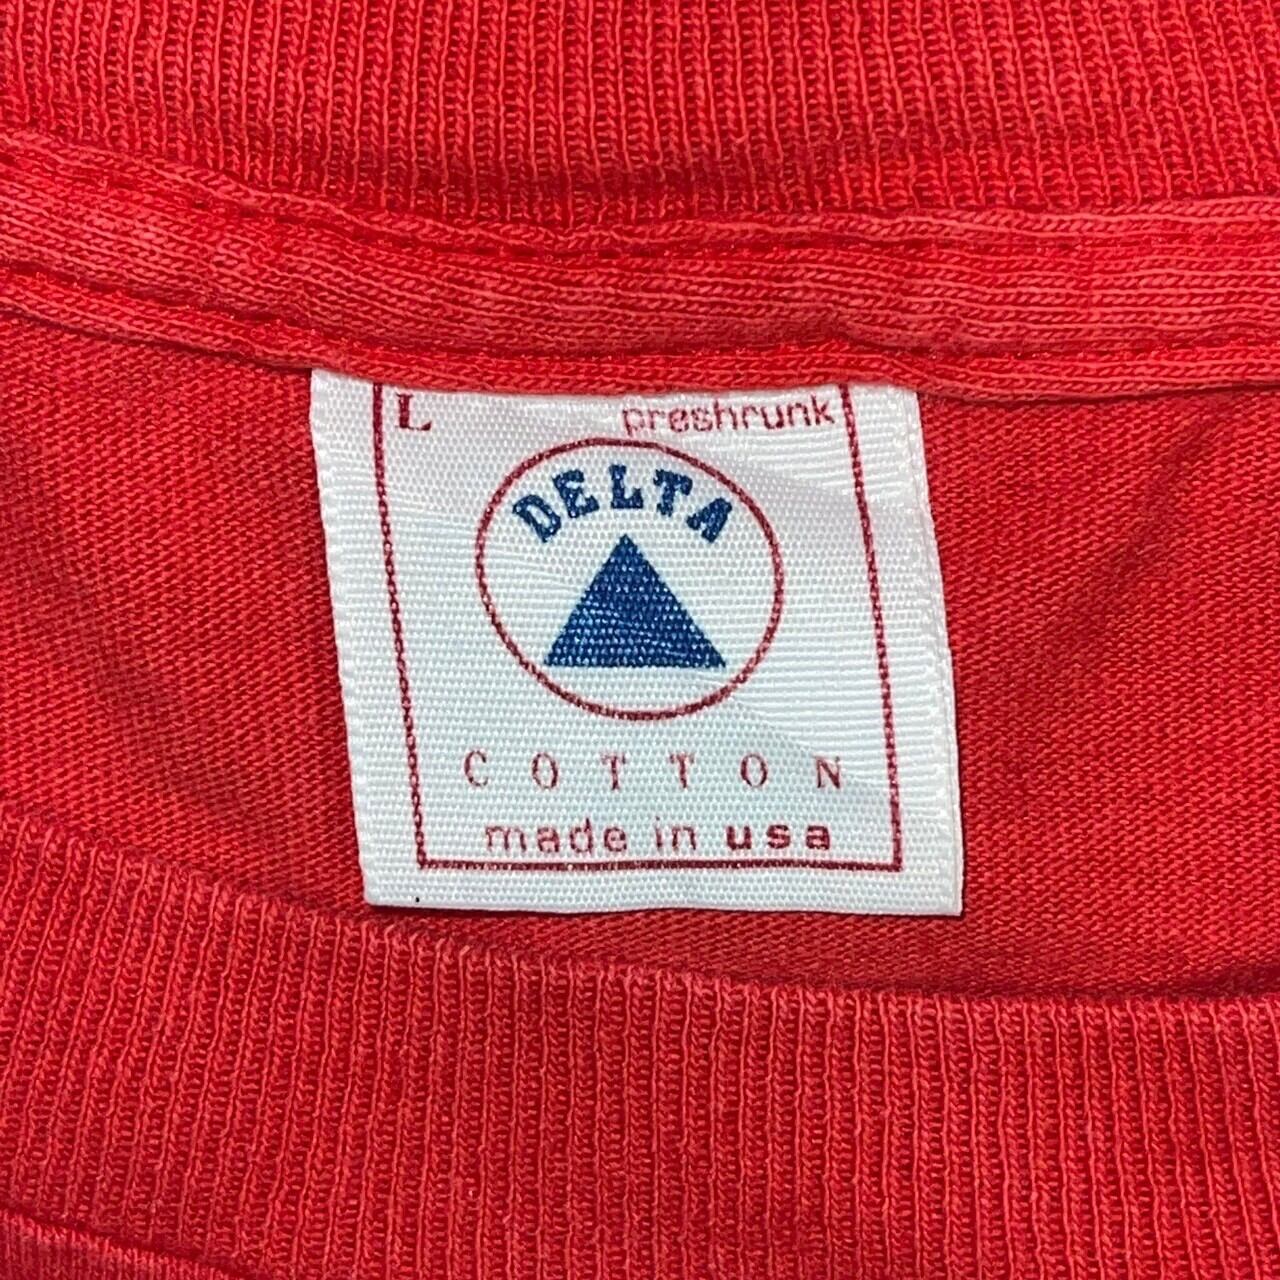 L preshrunk
DELTA
COTTON
made in usa